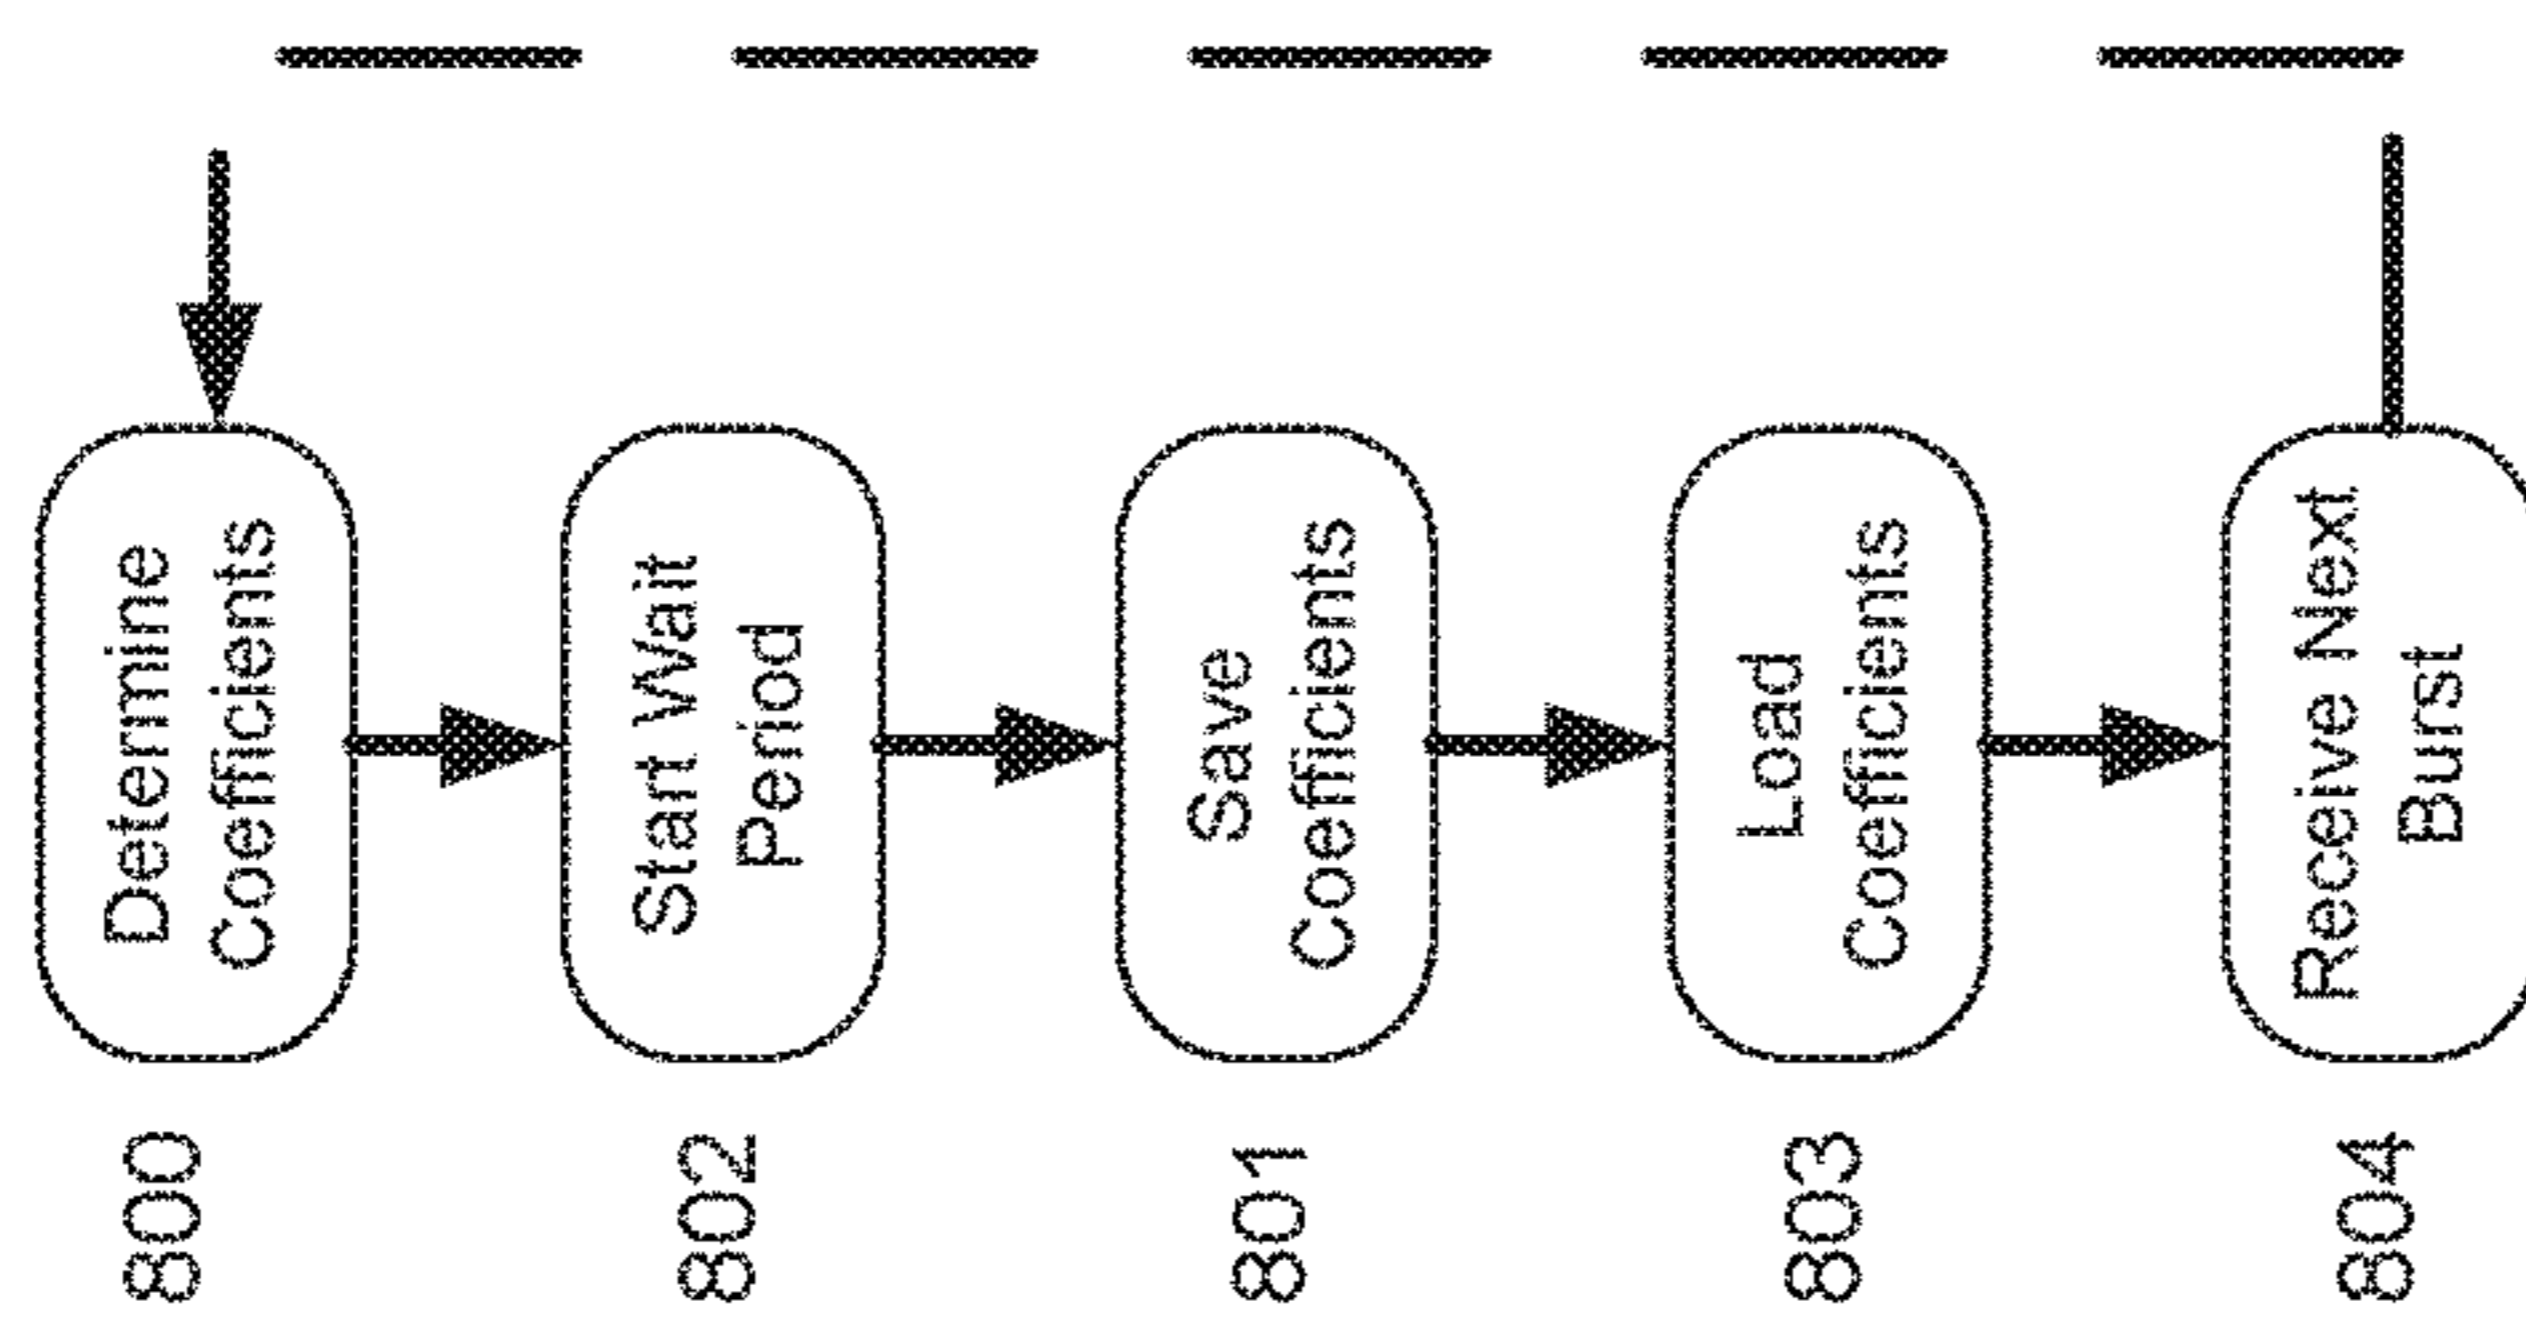 800
Determine
Coefficients
802
Start Wait
Period
801
Save
Coefficients
803
Load
Coefficients
804
Receive Next
Burst